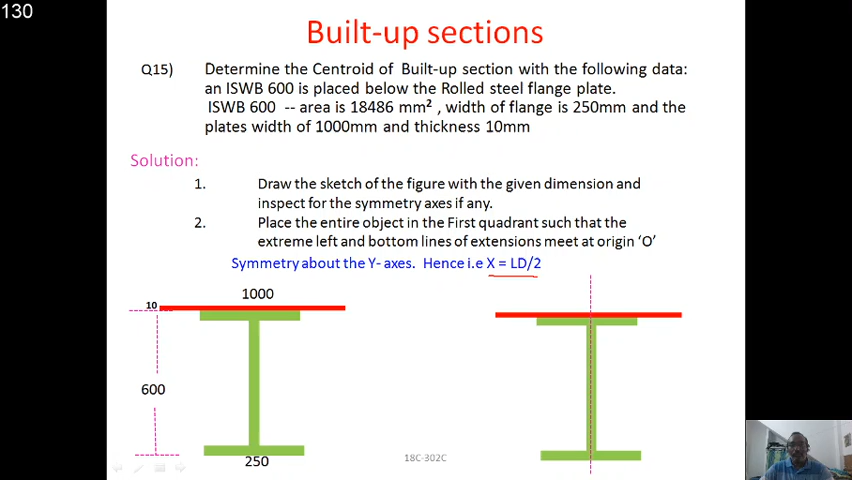 130
Built-up sections
Q15) Determine the Centroid of Built-up section with the following data:
an ISWB 600 is placed below the Rolled steel flange plate.
ISWB 600 -- area is 18486 mm² , width of flange is 250mm and the
plates width of 1000mm and thickness 10mm
Solution:
1. Draw the sketch of the figure with the given dimension and
inspect for the symmetry axes if any.
2. Place the entire object in the First quadrant such that the
extreme left and bottom lines of extensions meet at origin ‘O’
Symmetry about the Y- axes. Hence i.e X = LD/2
1000
10
600
250
18C-302C